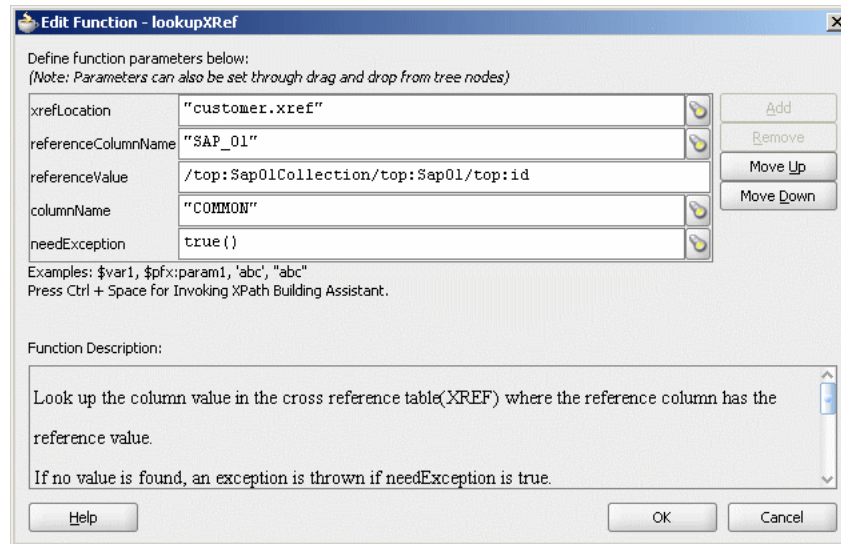 Edit Function - lookupXRef
Define function parameters below:
(Note: Parameters can also be set through drag and drop from tree nodes)
xrefLocation "customer.xref"
referenceColumnName "SAP_01"
referenceValue /top:Sap01Collection/top:Sap01/top:id
columnName "COMMON"
needException true()
Add
Remove
Move Up
Move Down
Examples: $var1, $pfx:param1, 'abc', "abc"
Press Ctrl + Space for Invoking XPath Building Assistant.
Function Description:
Look up the column value in the cross reference table(XREF) where the reference column has the
reference value.
If no value is found, an exception is thrown if needException is true.
Help OK Cancel